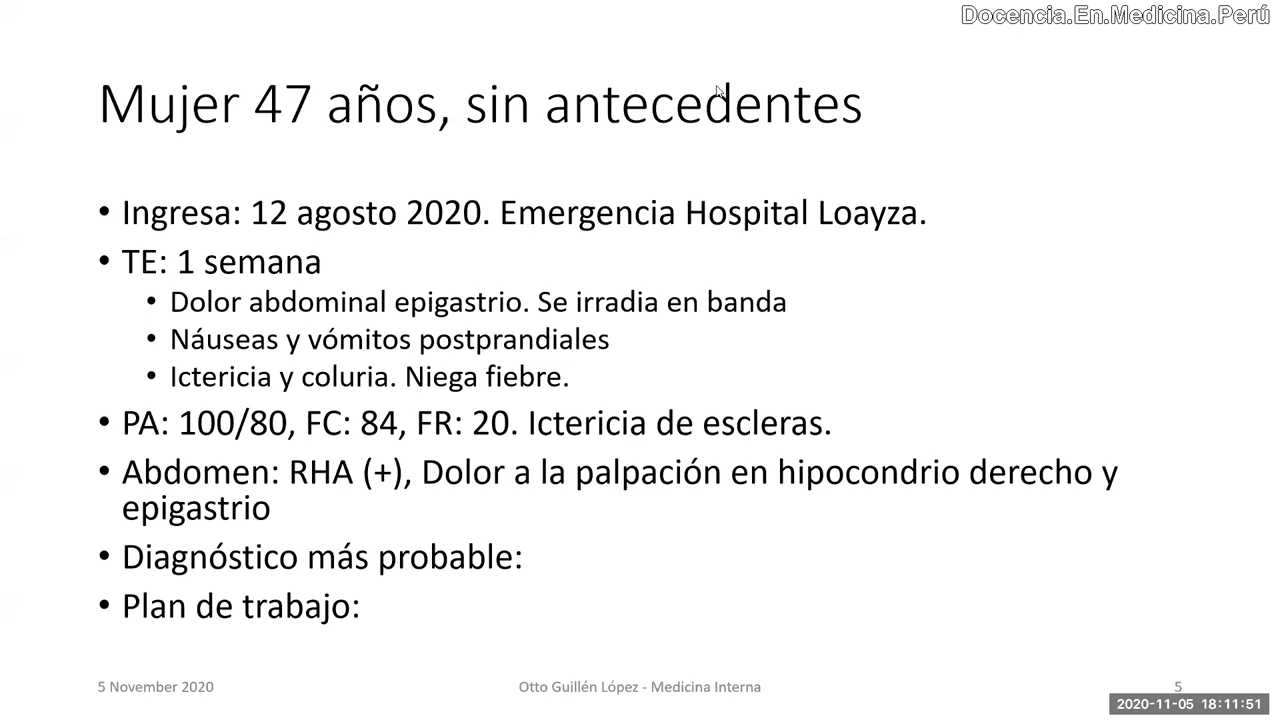 Docencia.En.Medicina.Perú
Mujer 47 años, sin antecedentes
• Ingresa: 12 agosto 2020. Emergencia Hospital Loayza.
• TE: 1 semana
• Dolor abdominal epigastrio. Se irradia en banda
• Náuseas y vómitos postprandiales
• Ictericia y coluria. Niega fiebre.
• PA: 100/80, FC: 84, FR: 20. Ictericia de escleras.
• Abdomen: RHA (+), Dolor a la palpación en hipocondrio derecho y
epigastrio
• Diagnóstico más probable:
• Plan de trabajo:
5 November 2020
Otto Guillén López - Medicina Interna
5
2020-11-05 18:11:51